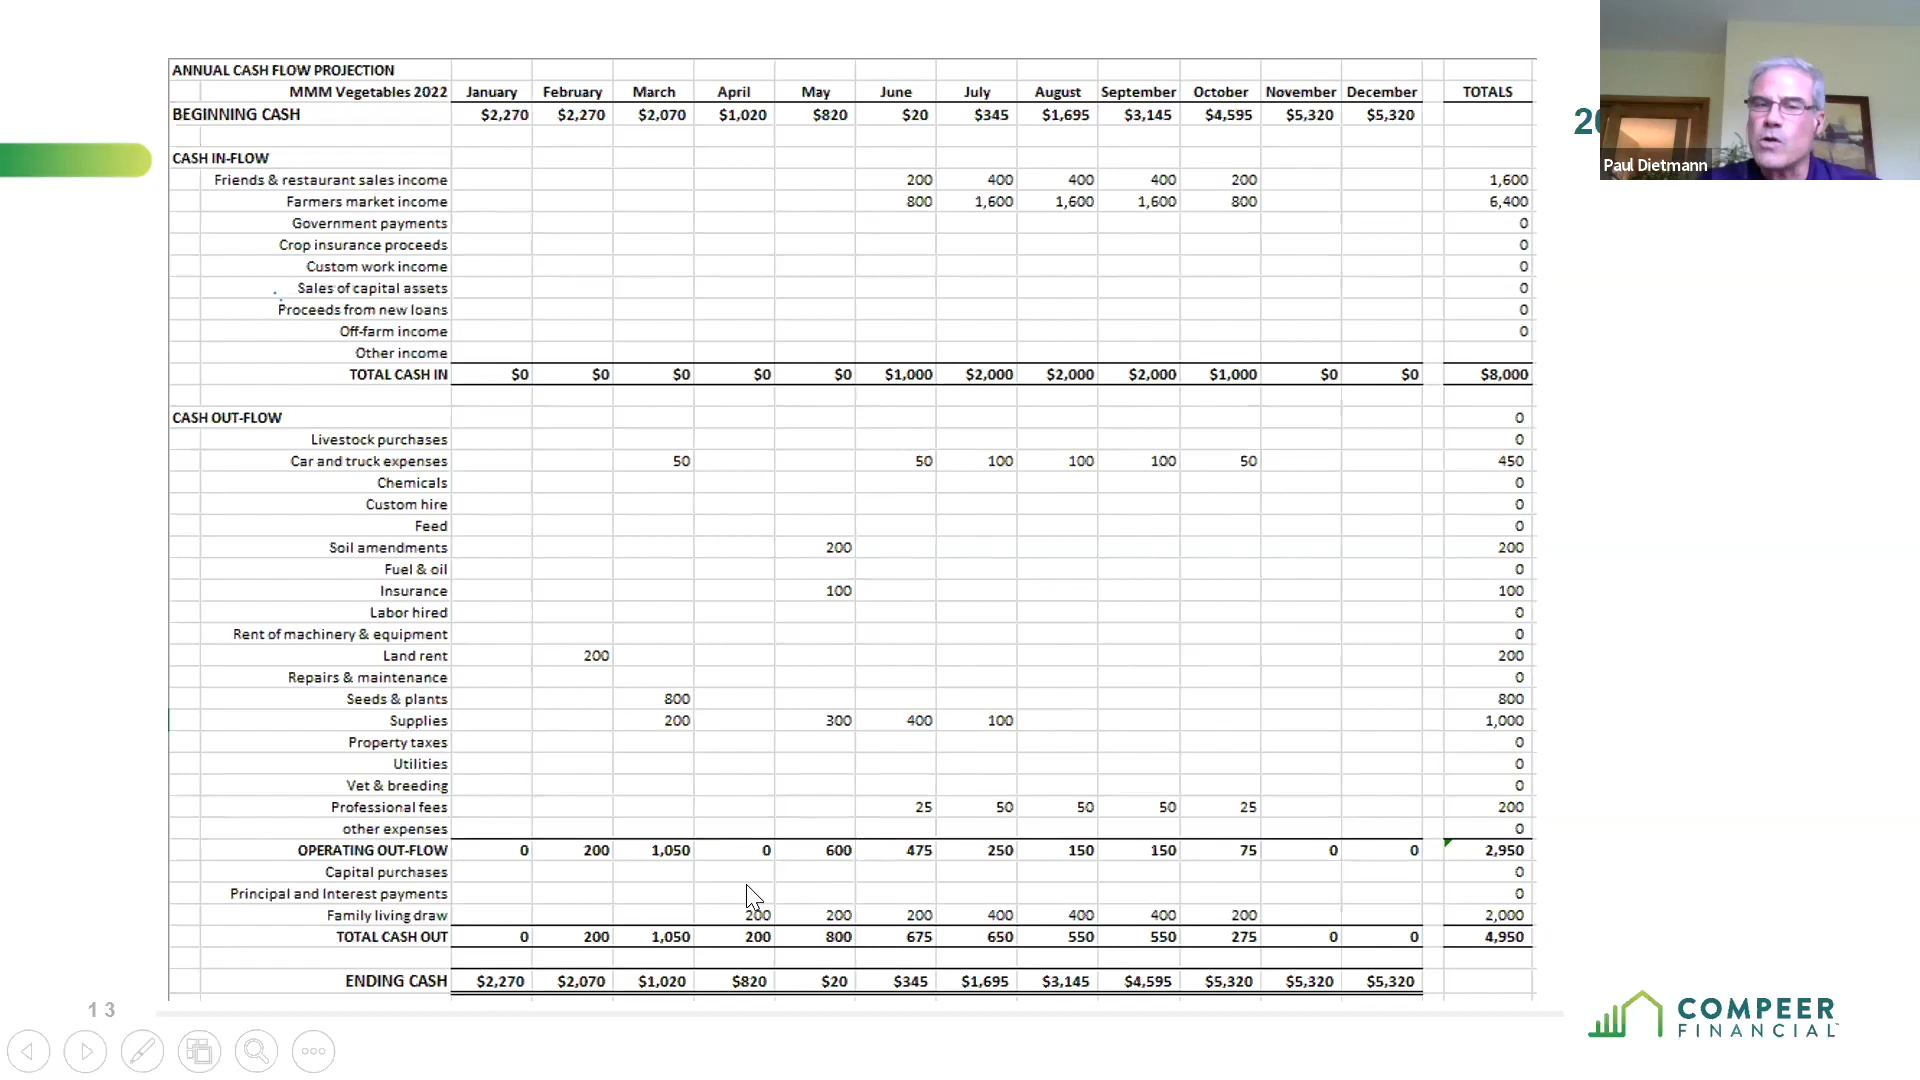 ANNUAL CASH FLOW PROJECTION
MMM Vegetables 2022 January February March April May June July August September October November December TOTALS
BEGINNING CASH $2,270 $2,270 $2,070 $1,020 $820 $20 $345 $1,695 $3,145 $4,595 $5,320 $5,320
20
Paul Dietmann
CASH IN-FLOW
Friends & restaurant sales income 200 400 400 400 200 1,600
Farmers market income 800 1,600 1,600 1,600 800 6,400
Government payments 0
Crop insurance proceeds 0
Custom work income 0
Sales of capital assets 0
Proceeds from new loans 0
Off-farm income 0
Other income
TOTAL CASH IN $0 $0 $0 $0 $0 $1,000 $2,000 $2,000 $2,000 $1,000 $0 $0 $8,000
CASH OUT-FLOW 0
Livestock purchases 0
Car and truck expenses 50 50 100 100 100 50 450
Chemicals 0
Custom hire 0
Feed 0
Soil amendments 200 200
Fuel & oil 0
Insurance 100 100
Labor hired 0
Rent of machinery & equipment 0
Land rent 200 200
Repairs & maintenance 0
Seeds & plants 800 800
Supplies 200 300 400 100 1,000
Property taxes 0
Utilities 0
Vet & breeding 0
Professional fees 25 50 50 50 25 200
other expenses 0
OPERATING OUT-FLOW 0 200 1,050 0 600 475 250 150 150 75 0 0 2,950
Capital purchases 0
Principal and Interest payments 0
Family living draw 200 200 200 400 400 400 200 2,000
TOTAL CASH OUT 0 200 1,050 200 800 675 650 550 550 275 0 0 4,950
ENDING CASH $2,270 $2,070 $1,020 $820 $20 $345 $1,695 $3,145 $4,595 $5,320 $5,320 $5,320
13
COMPEER
FINANCIAL